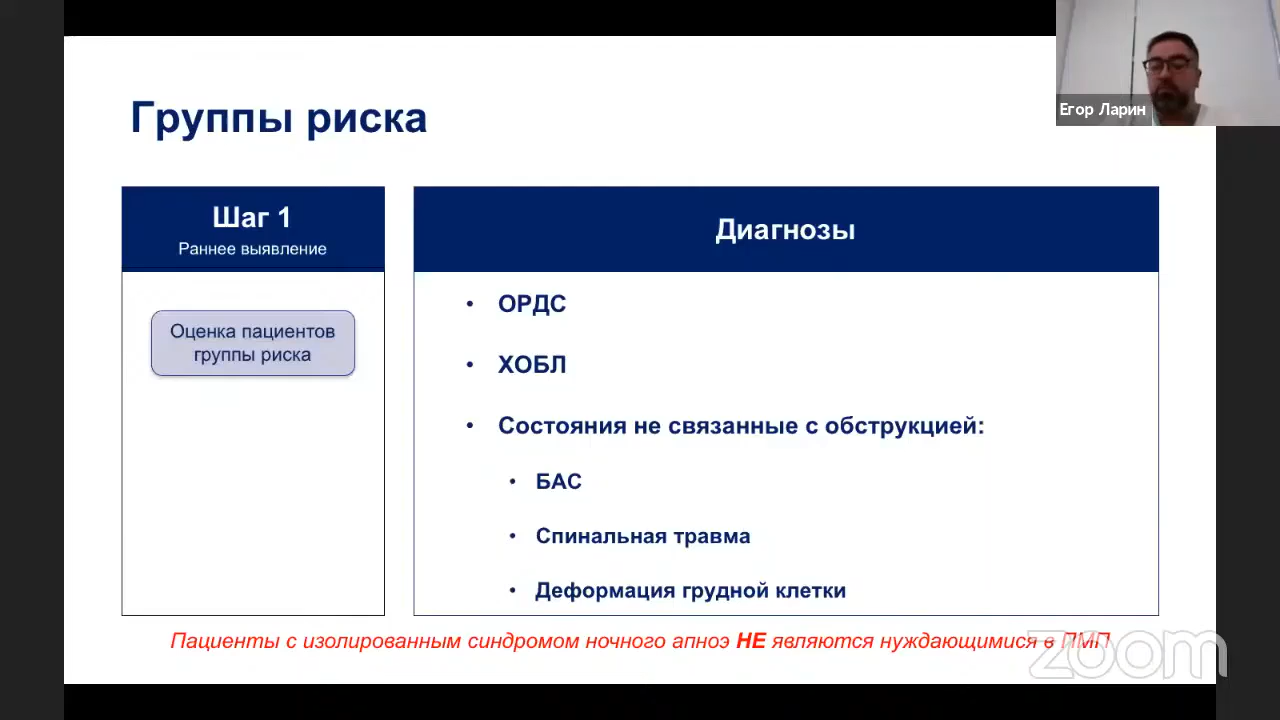 Группы риска
Егор Ларин
Шаг 1
Раннее выявление
Оценка пациентов
группы риска
Диагнозы
• ОРДС
• ХОБЛ
• Состояния не связанные с обструкцией:
• БАС
• Спинальная травма
• Деформация грудной клетки
Пациенты с изолированным синдромом ночного апноэ НЕ являются нуждающимися в ПМП
zoom